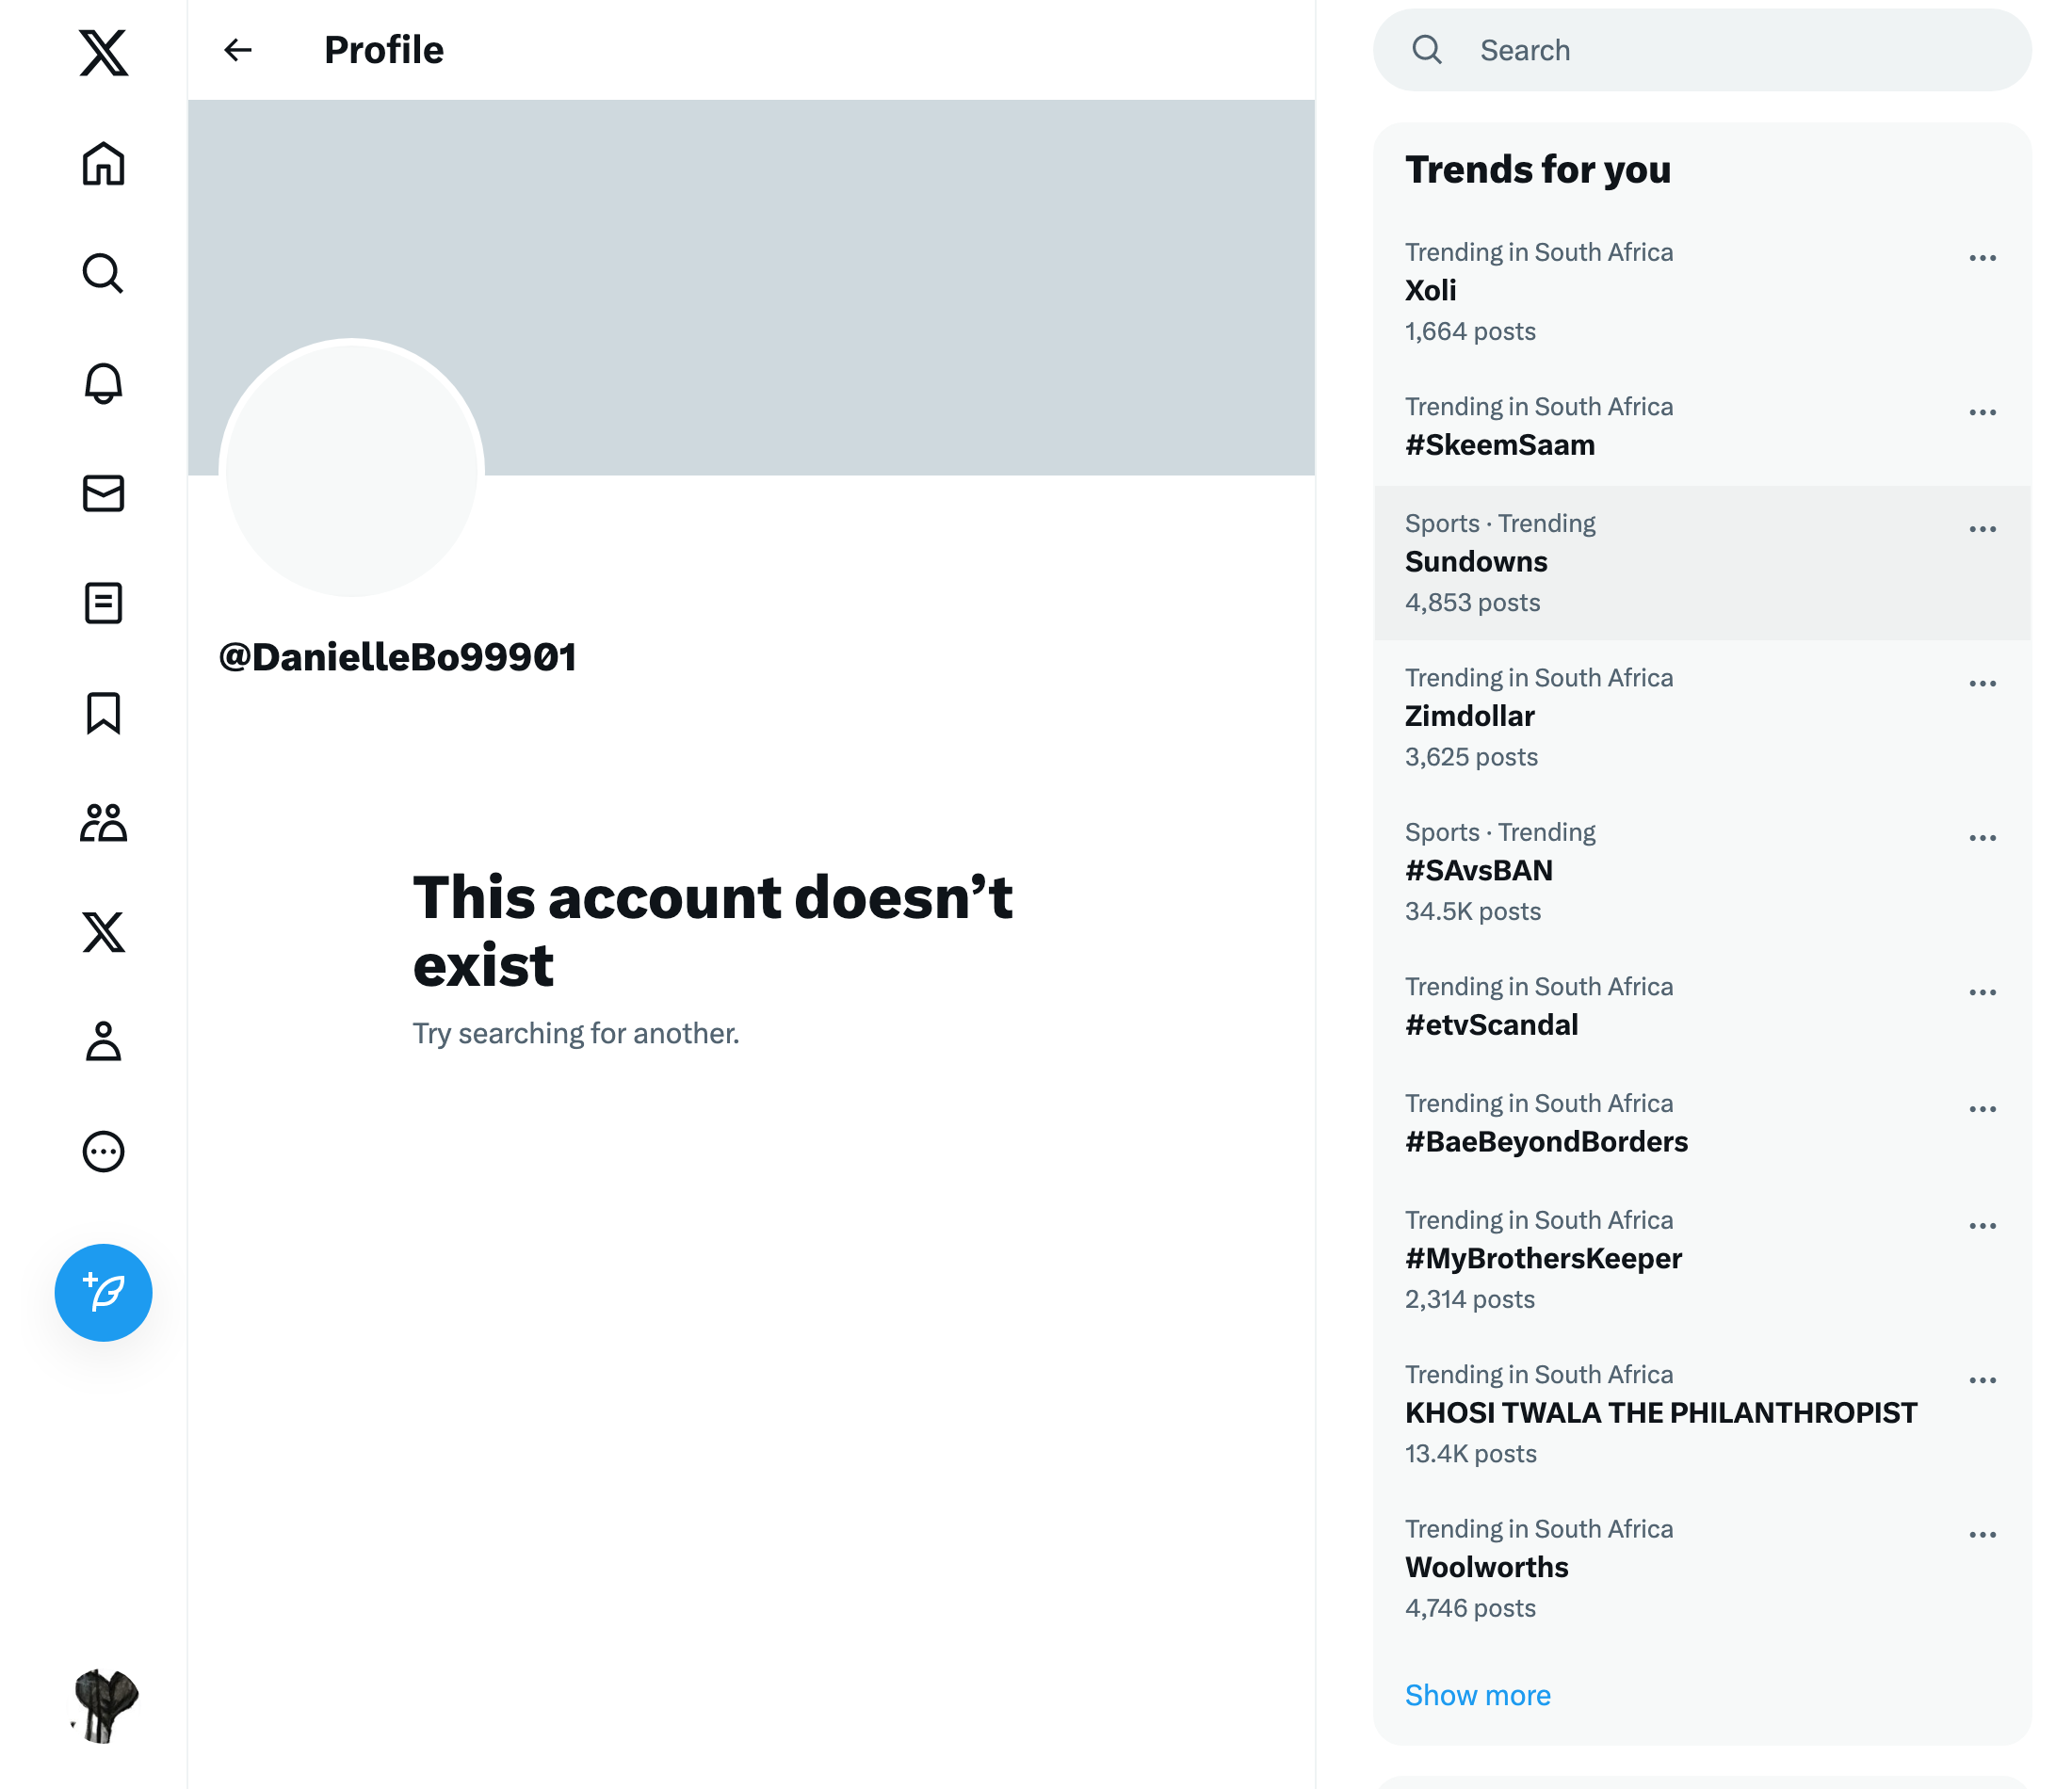 Profile
@DanielleBo99901
This account doesn’t
exist
Try searching for another.
Search
Trends for you
Trending in South Africa
Xoli
1,664 posts
Trending in South Africa
#SkeemSaam
Sports · Trending
Sundowns
4,853 posts
Trending in South Africa
Zimdollar
3,625 posts
Sports · Trending
#SAvsBAN
34.5K posts
Trending in South Africa
#etvScandal
Trending in South Africa
#BaeBeyondBorders
Trending in South Africa
#MyBrothersKeeper
2,314 posts
Trending in South Africa
KHOSI TWALA THE PHILANTHROPIST
13.4K posts
Trending in South Africa
Woolworths
4,746 posts
Show more